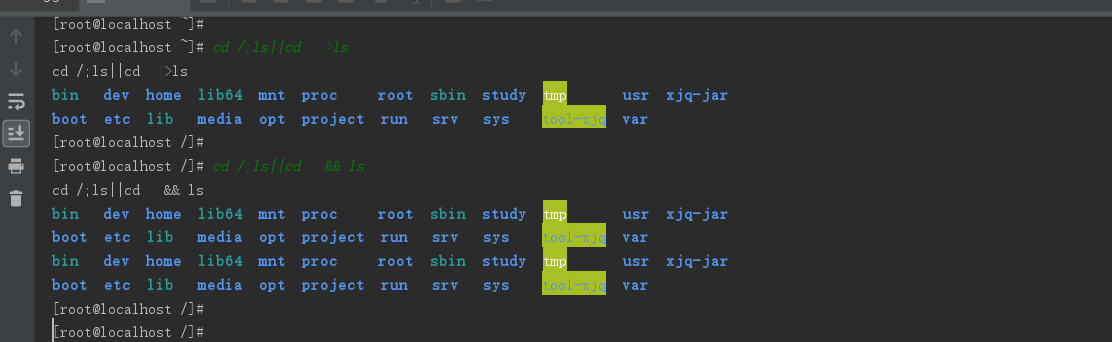 [root@localhost ~]#
[root@localhost ~]# cd /;ls||cd   >ls
cd /;ls||cd   >ls
bin   dev  home  lib64  mnt  proc     root  sbin  study  tmp       usr  xjq-jar
boot  etc  lib   media  opt  project  run   srv   sys    tool-xjq  var
[root@localhost /]#
[root@localhost /]# cd /;ls||cd   && ls
cd /;ls||cd   && ls
bin   dev  home  lib64  mnt  proc     root  sbin  study  tmp       usr  xjq-jar
boot  etc  lib   media  opt  project  run   srv   sys    tool-xjq  var
bin   dev  home  lib64  mnt  proc     root  sbin  study  tmp       usr  xjq-jar
boot  etc  lib   media  opt  project  run   srv   sys    tool-xjq  var
[root@localhost /]#
[root@localhost /]#